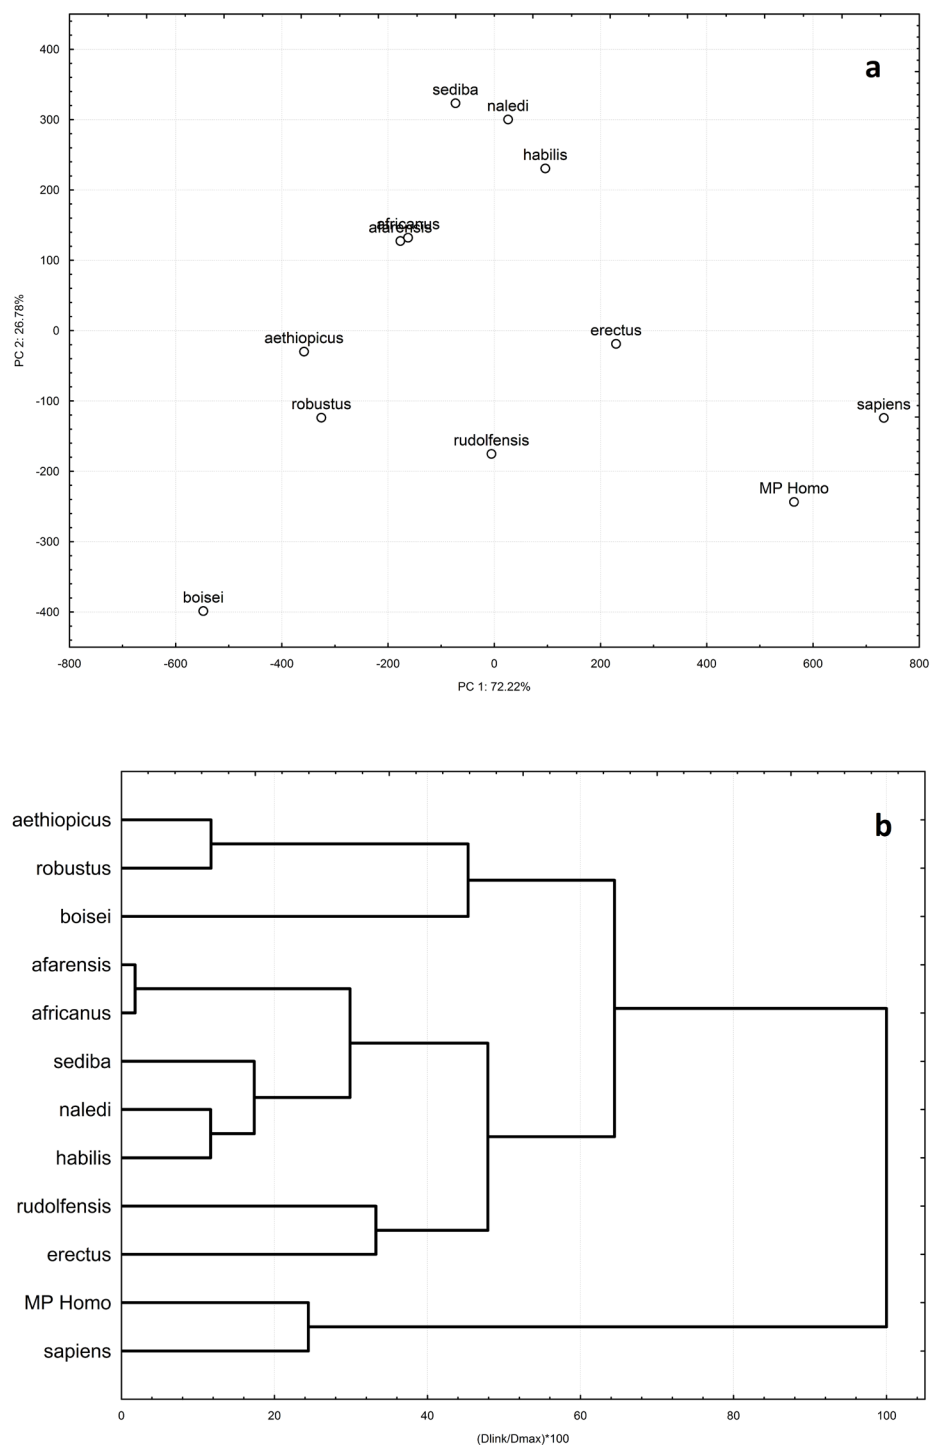 a
400
sediba
naledi
300
habilis
200
africanus
afarensis
100
PC 2: 26.78%
0
erectus
aethiopicus
-100
robustus
sapiens
rudolfensis
-200
MP Homo
-300
boisei
-400
-800 -600 -400 -200 0 200 400 600 800
PC 1: 72.22%
b
aethiopicus
robustus
boisei
afarensis
africanus
sediba
naledi
habilis
rudolfensis
erectus
MP Homo
sapiens
0 20 40 60 80 100
(Dlink/Dmax)*100